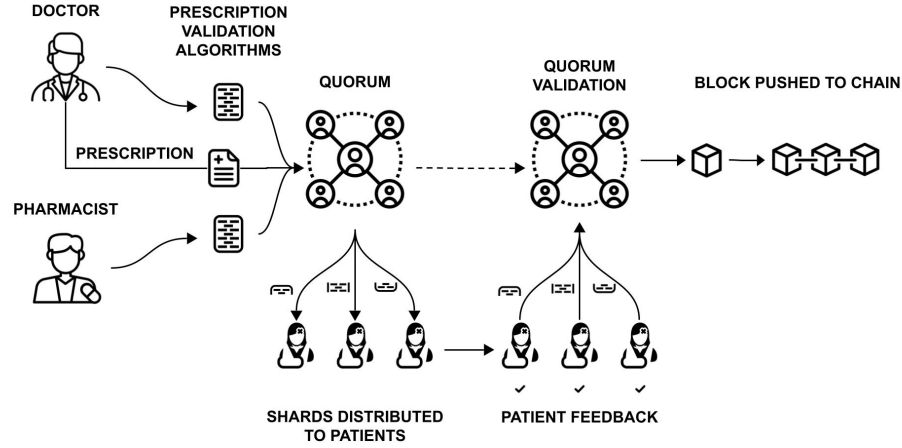 DOCTOR
PRESCRIPTION
VALIDATION
ALGORITHMS
QUORUM
QUORUM
VALIDATION
BLOCK PUSHED TO CHAIN
PRESCRIPTION
PHARMACIST
SHARDS DISTRIBUTED
TO PATIENTS
PATIENT FEEDBACK